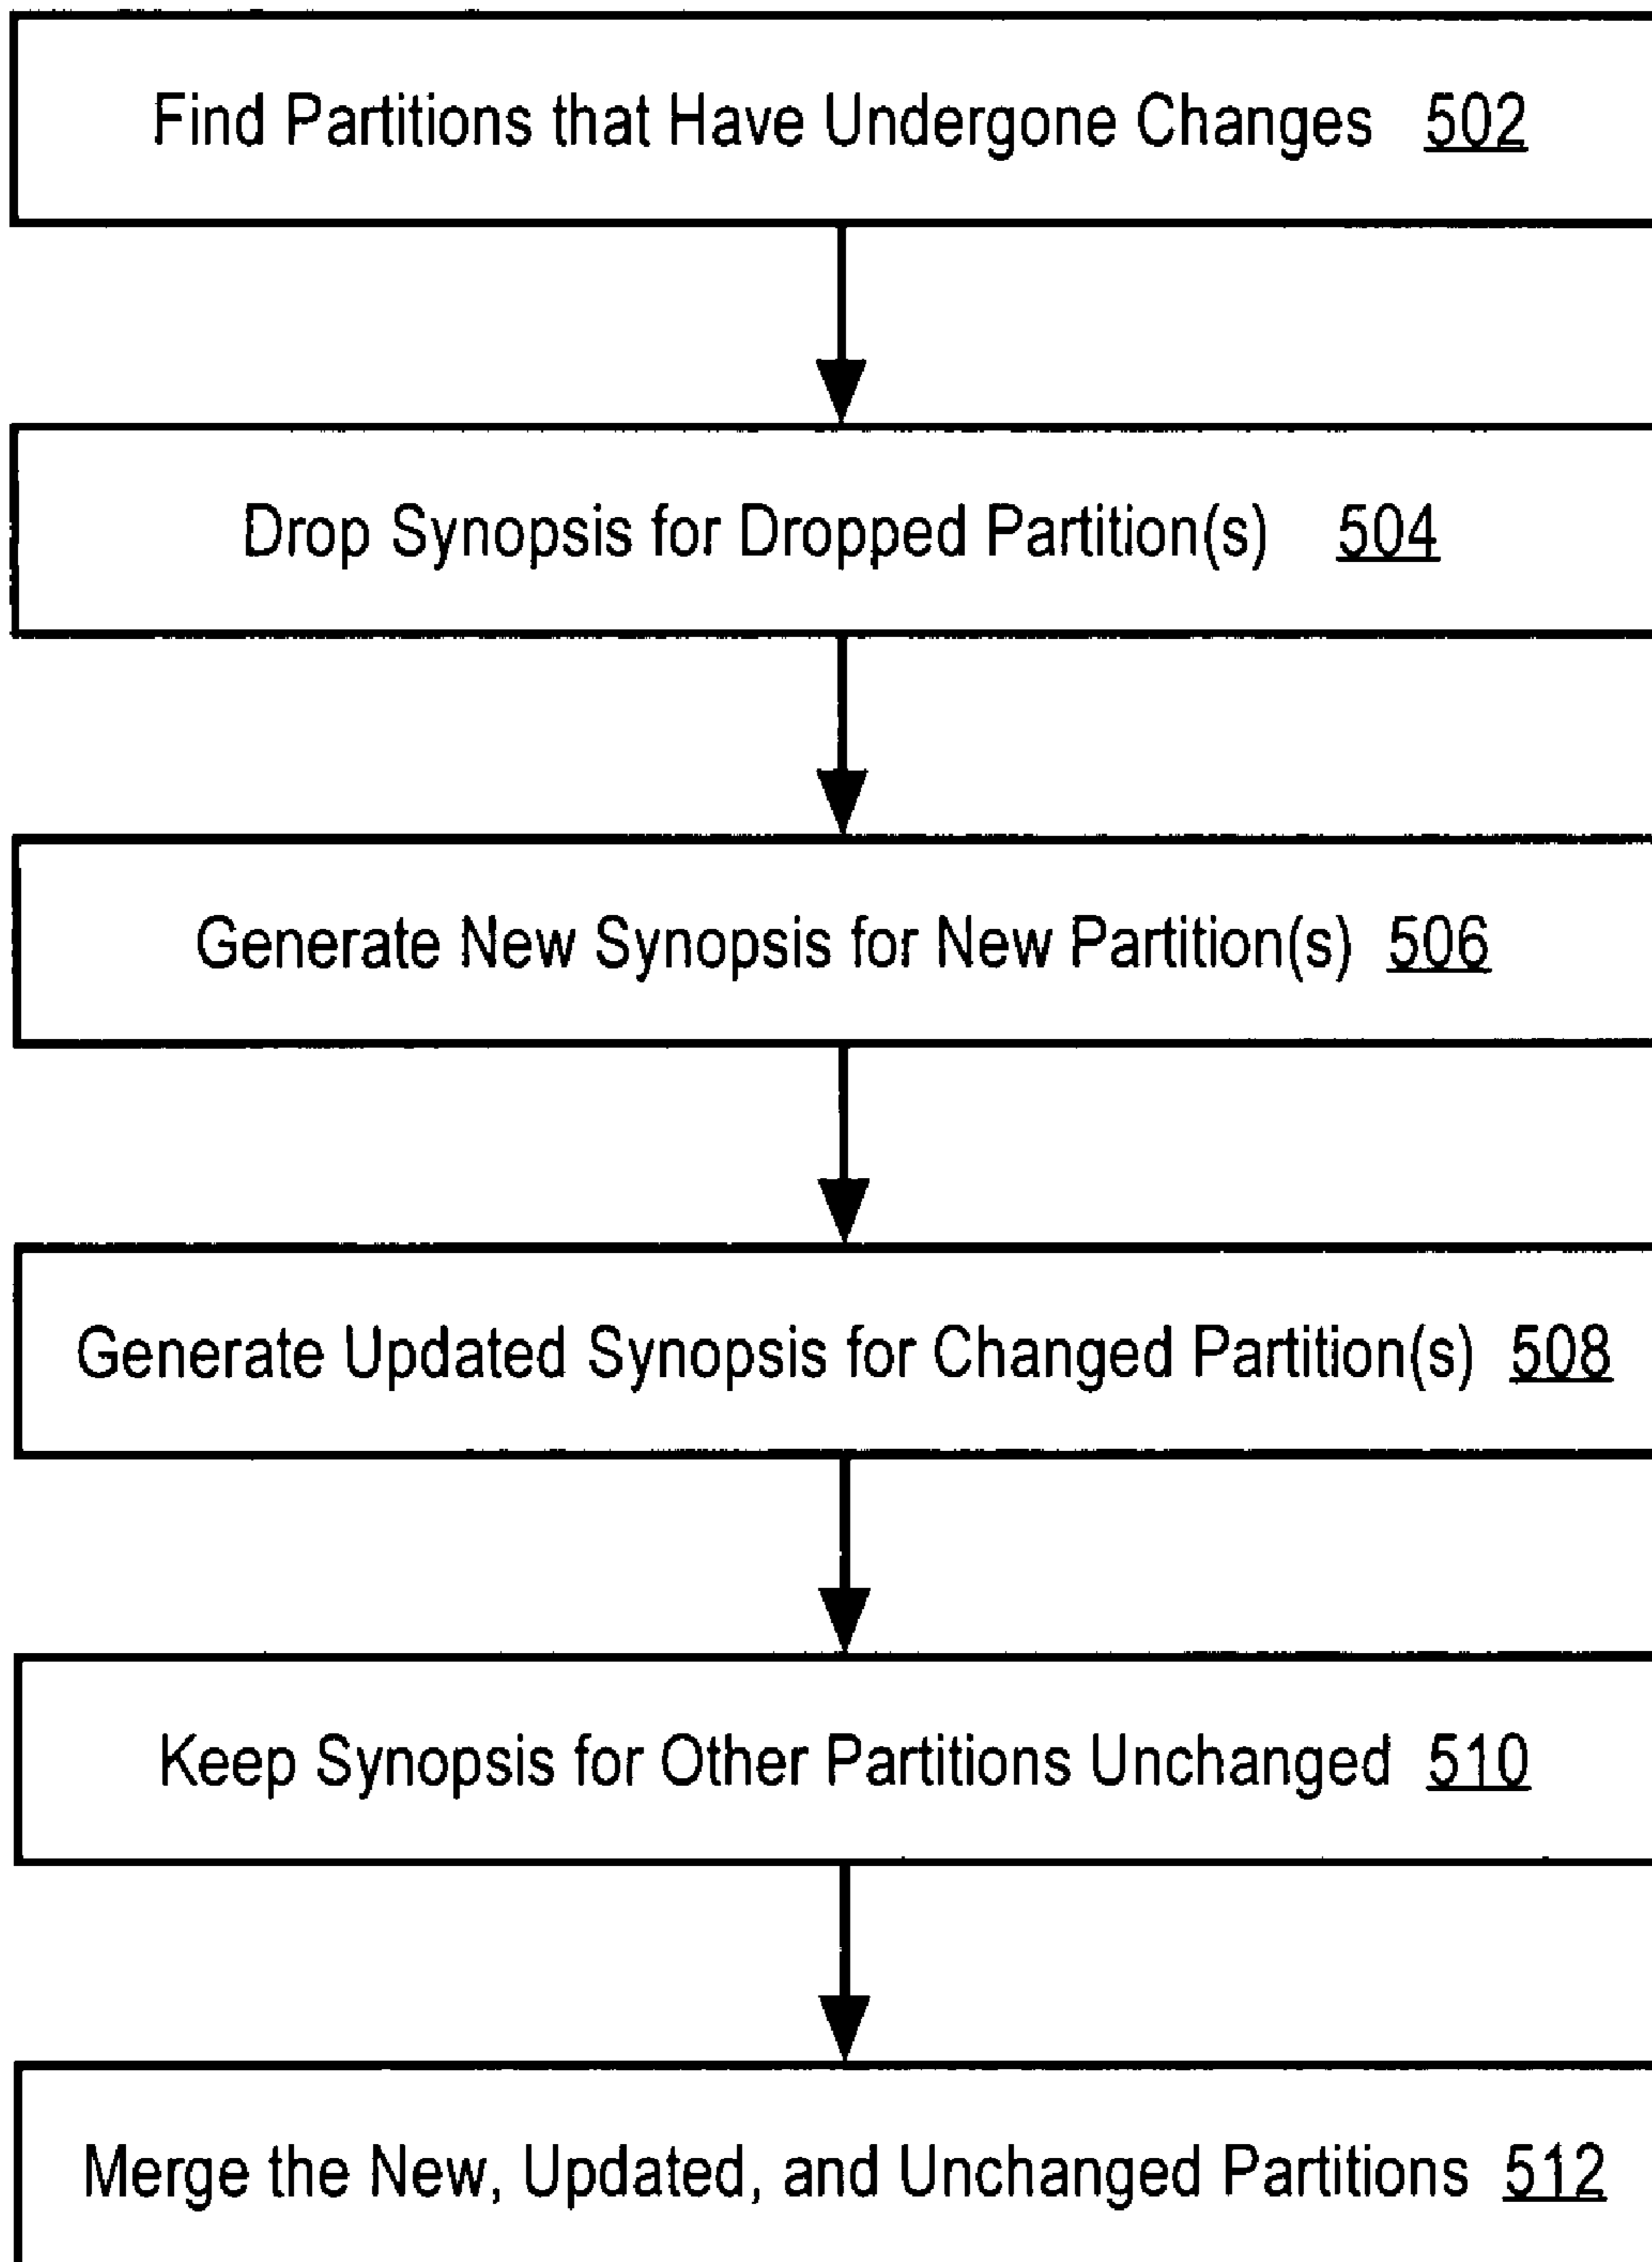 Find Partitions that Have Undergone Changes 502
Drop Synopsis for Dropped Partition(s) 504
Generate New Synopsis for New Partition(s) 506
Generate Updated Synopsis for Changed Partition(s) 508
Keep Synopsis for Other Partitions Unchanged 510
Merge the New, Updated, and Unchanged Partitions 512